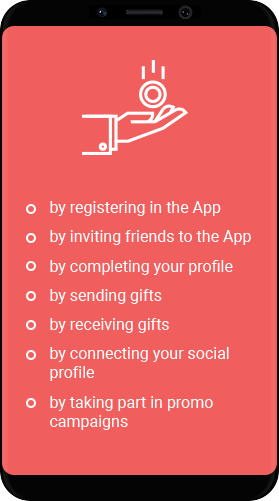 by registering in the App
by inviting friends to the App
by completing your profile
by sending gifts
by receiving gifts
by connecting your social
profile
by taking part in promo
campaigns